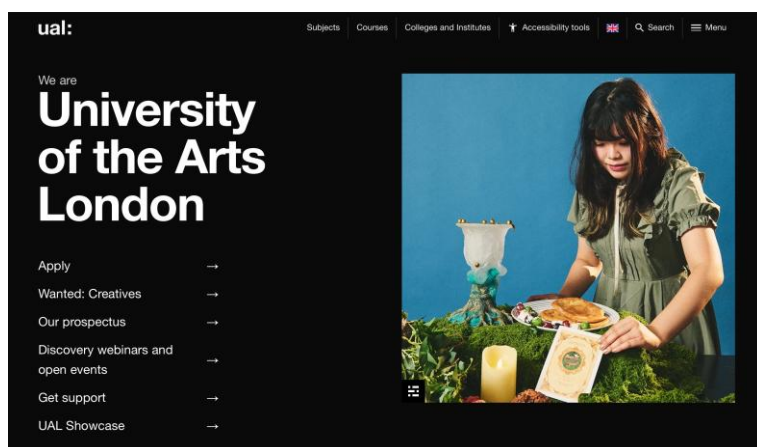 ual:
Subjects
Courses
Colleges and Institutes
Accessibility tools
Search
Menu
We are
University
of the Arts
London
Apply
Wanted: Creatives
Our prospectus
Discovery webinars and
open events
Get support
UAL Showcase